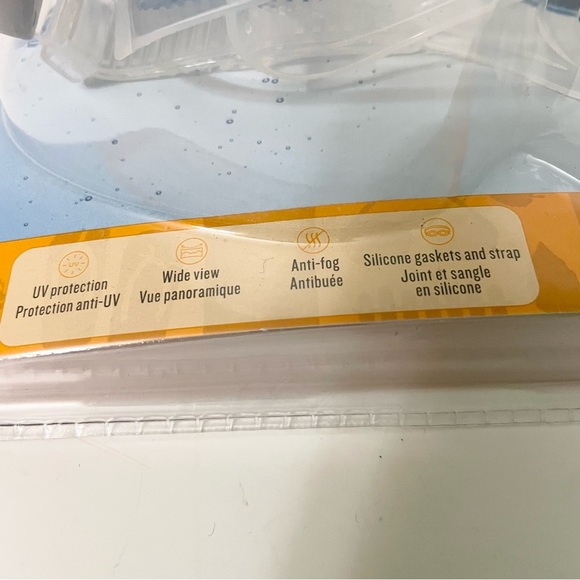 UV
UV protection
Protection anti-UV
Wide view
Vue panoramique
Anti-fog
Antibuée
Silicone gaskets and strap
Joint et sangle
en silicone